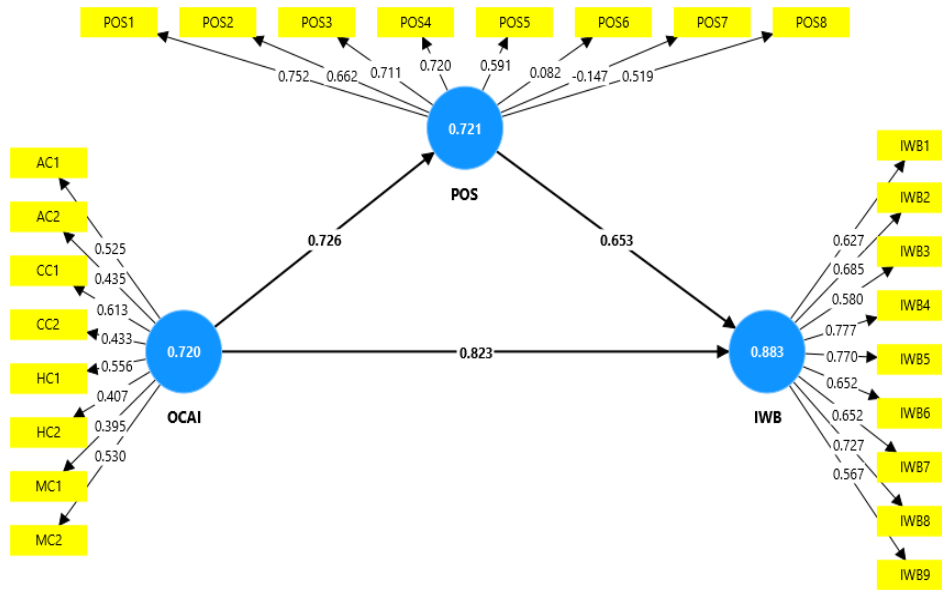 POS1 POS2 POS3 POS4 POS5 POS6 POS7 POS8
0.752 0.662 0.711 0.720 0.591 0.082 -0.147 0.519
0.721
POS
AC1
AC2
CC1
CC2
HC1
HC2
MC1
MC2
0.525
0.435
0.613
0.433
0.556
0.407
0.395
0.530
0.720
OCAI
0.726
0.653
0.823
0.883
IWB
0.627
0.685
0.580
0.777
0.770
0.652
0.652
0.727
0.567
IWB1
IWB2
IWB3
IWB4
IWB5
IWB6
IWB7
IWB8
IWB9